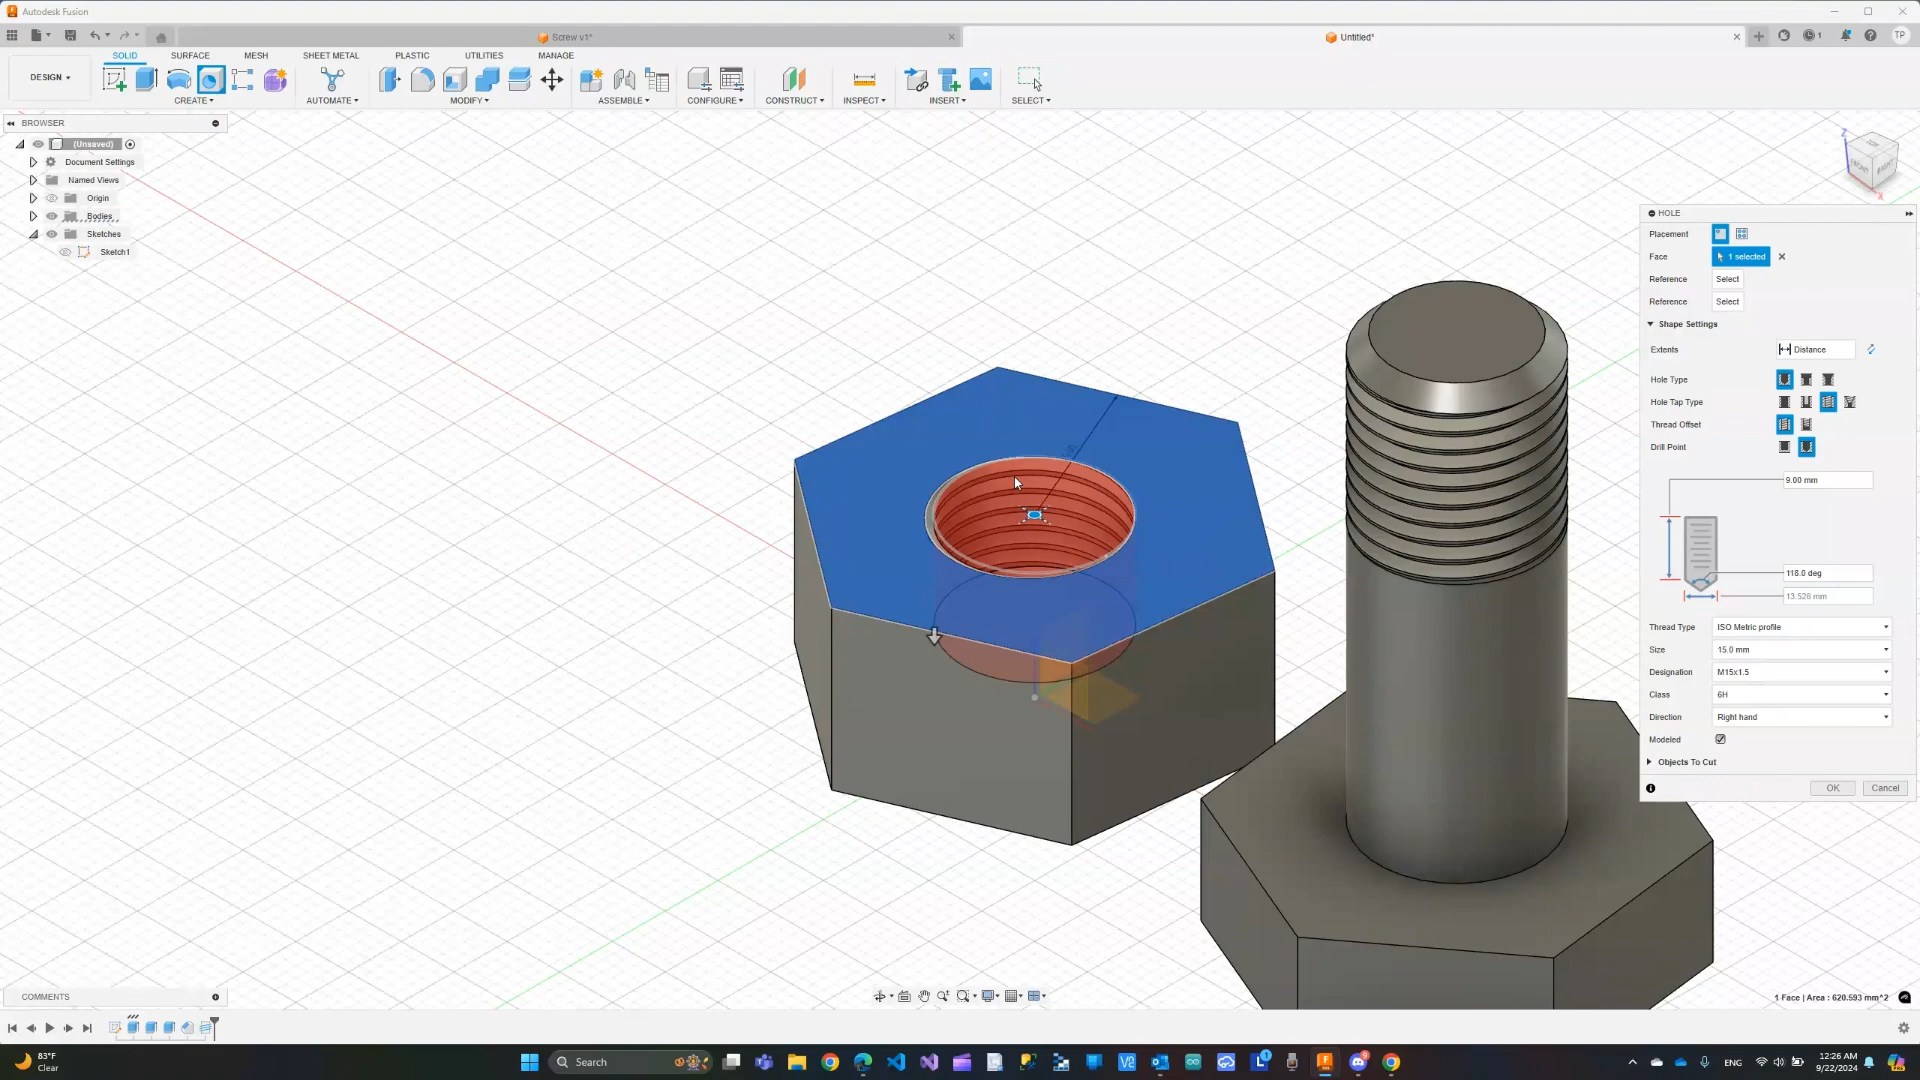 Autodesk Fusion
Screw v1*
Untitled*
1
TP
DESIGN
SOLID
SURFACE
MESH
SHEET METAL
PLASTIC
UTILITIES
MANAGE
CREATE
AUTOMATE
MODIFY
ASSEMBLE
CONFIGURE
CONSTRUCT
INSPECT
INSERT
SELECT
BROWSER
(Unsaved)
Document Settings
Named Views
Origin
Bodies
Sketches
Sketch1
Z
X
FRONT
RIGHT
HOLE
Placement
Face
1 selected
Reference
Select
Reference
Select
Shape Settings
Extents
Distance
Hole Type
Hole Tap Type
Thread Offset
Drill Point
9.00 mm
118.0 deg
13.528 mm
Thread Type
ISO Metric profile
Size
15.0 mm
Designation
M15x1.5
Class
6H
Direction
Right hand
Modeled
Objects To Cut
OK
Cancel
COMMENTS
1 Face | Area : 620.593 mm^2
83°F
Clear
Search
ENG
12:26 AM
9/22/2024